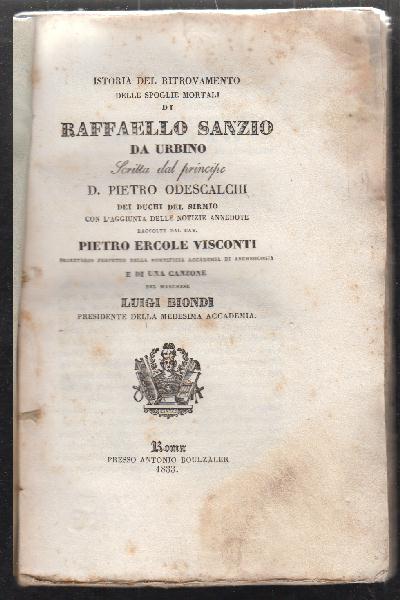 ISTORIA DEL RITROVAMENTO
DELLE SPOGLIE MORTALI
DI
RAFFAELLO SANZIO
DA URBINO
Scritta dal principe
D. PIETRO ODESCALCHI
DEI DUCHI DEL SIRMIO
CON L'AGGIUNTA DELLE NOTIZIE ANNEDOTE
RACCOLTE DAL CAV.
PIETRO ERCOLE VISCONTI
SEGRETARIO PERPETUO DELLA PONTIFICIA ACCADEMIA DI ARCHEOLOGIA
E DI UNA CANZONE
DEL MARCHESE
LUIGI BIONDI
PRESIDENTE DELLA MEDESIMA ACCADEMIA.
Roma
PRESSO ANTONIO BOULZALER
1833.